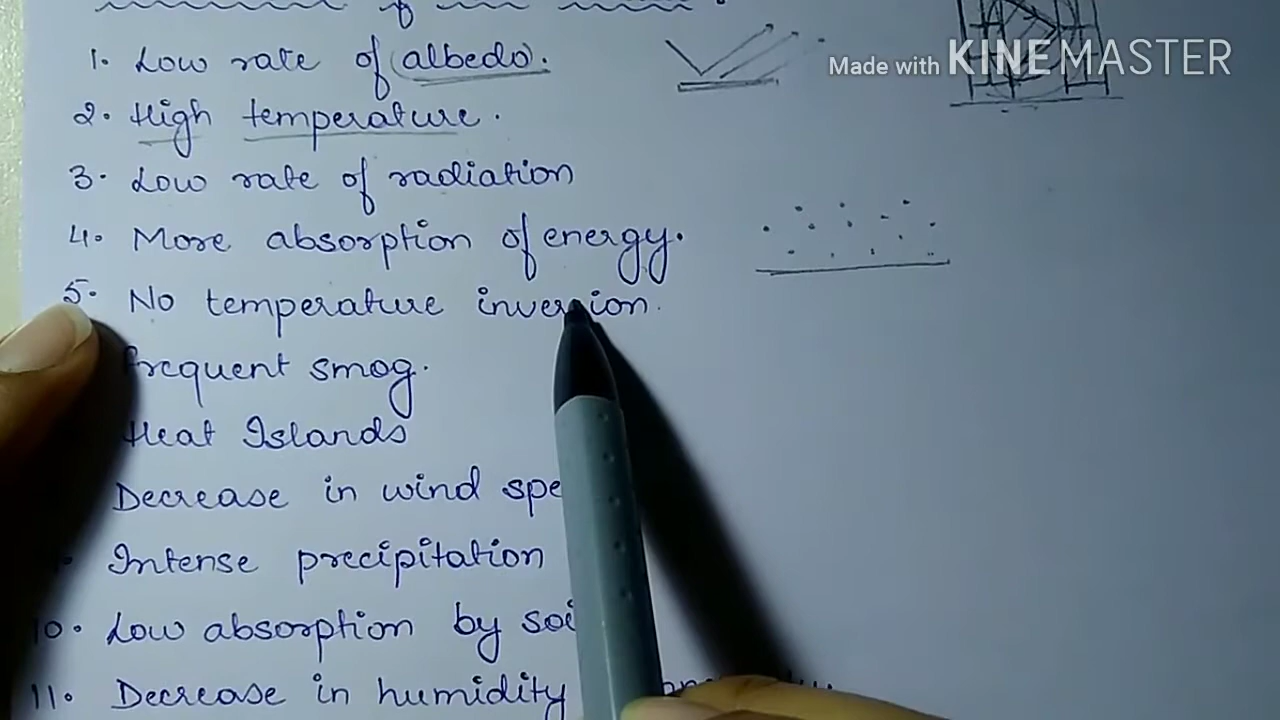 1. Low rate of albedo.
Made with KINEMASTER
2. High temperature.
3. Low rate of radiation
4. More absorption of energy.
5. No temperature inversion.
frequent smog.
Heat Islands
Decrease in wind spe
Intense precipitation
10. Low absorption by soi
11. Decrease in humidity